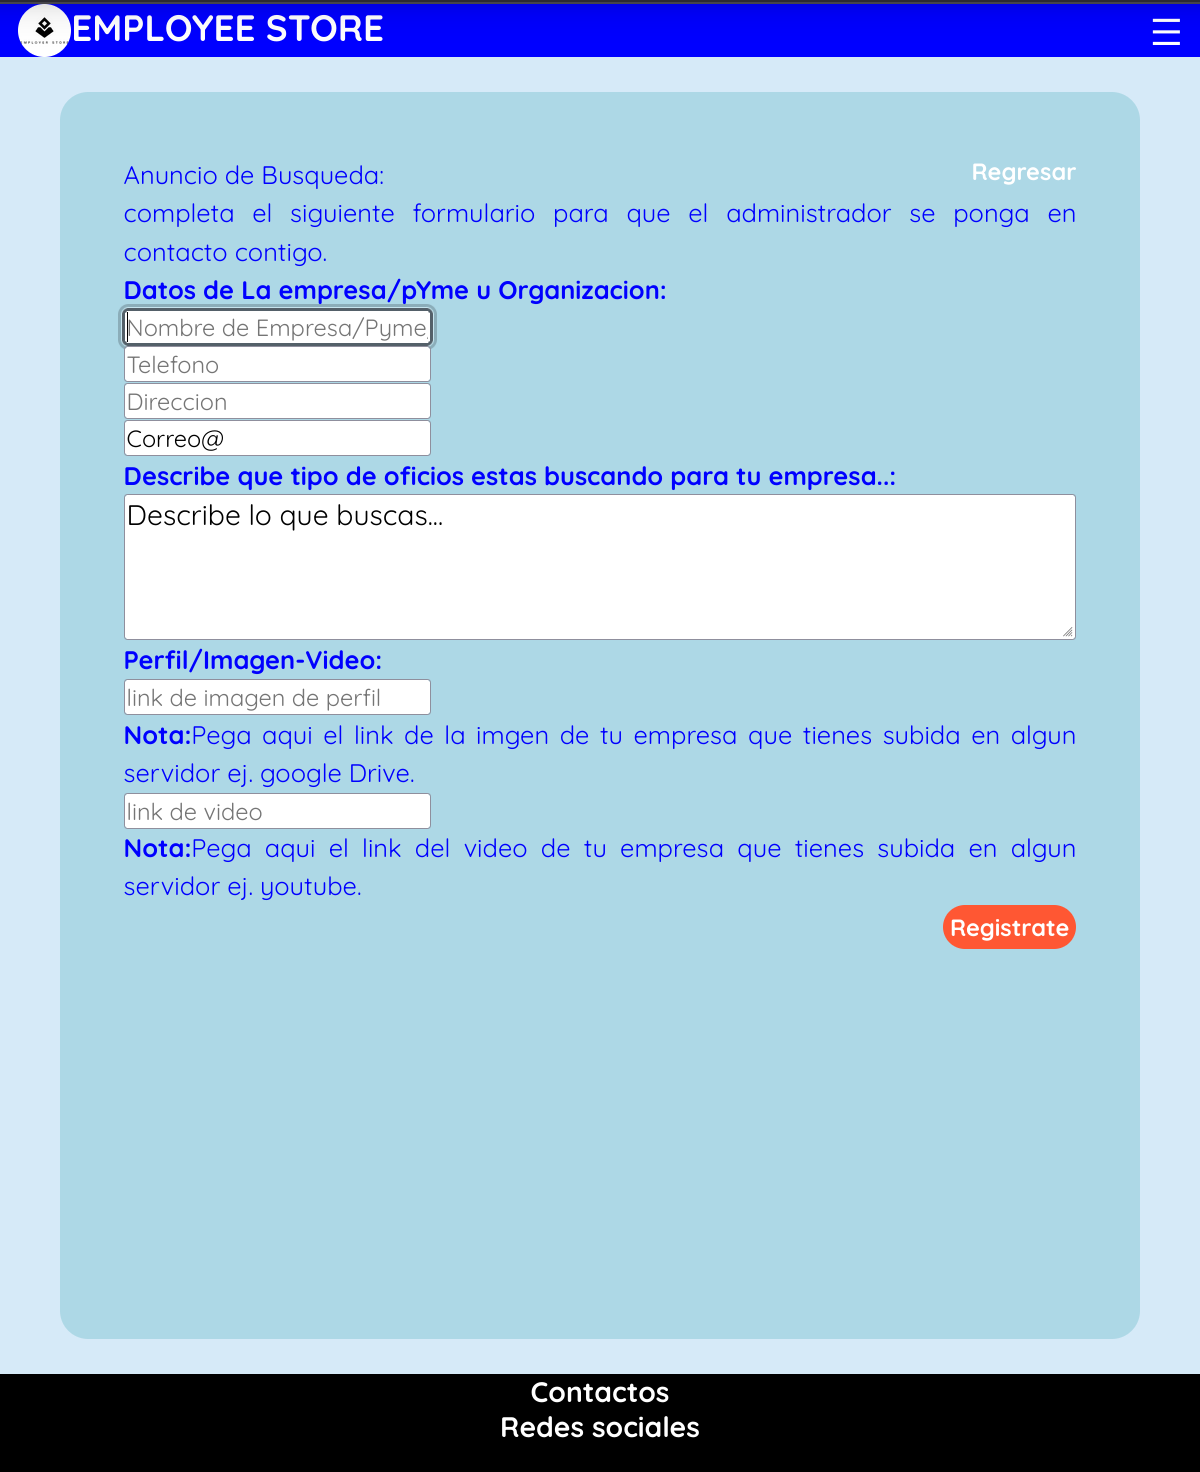 EMPLOYEE STORE
Regresar
Anuncio de Busqueda:
completa el siguiente formulario para que el administrador se ponga en
contacto contigo.
Datos de La empresa/pYme u Organizacion:
Nombre de Empresa/Pyme
Telefono
Direccion
Correo@
Describe que tipo de oficios estas buscando para tu empresa..:
Describe lo que buscas...
Perfil/Imagen-Video:
link de imagen de perfil
Nota:Pega aqui el link de la imgen de tu empresa que tienes subida en algun
servidor ej. google Drive.
link de video
Nota:Pega aqui el link del video de tu empresa que tienes subida en algun
servidor ej. youtube.
Registrate
Contactos
Redes sociales